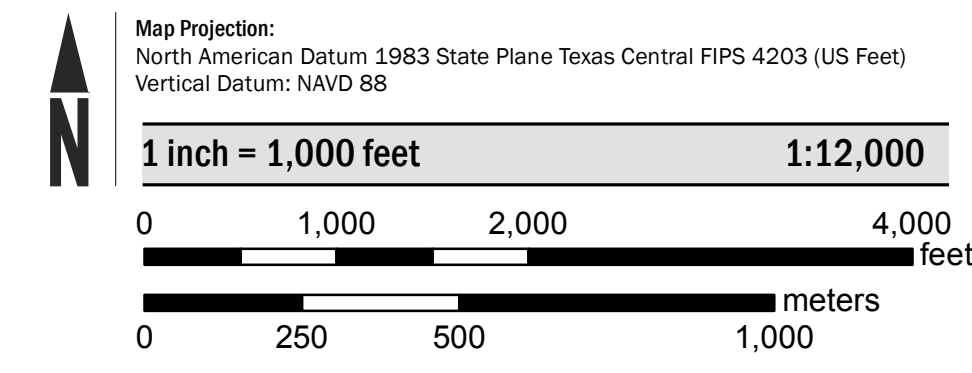 N
Map Projection:
North American Datum 1983 State Plane Texas Central FIPS 4203 (US Feet)
Vertical Datum: NAVD 88
1 inch = 1,000 feet 1:12,000
0 1,000 2,000 4,000
feet
meters
0 250 500 1,000